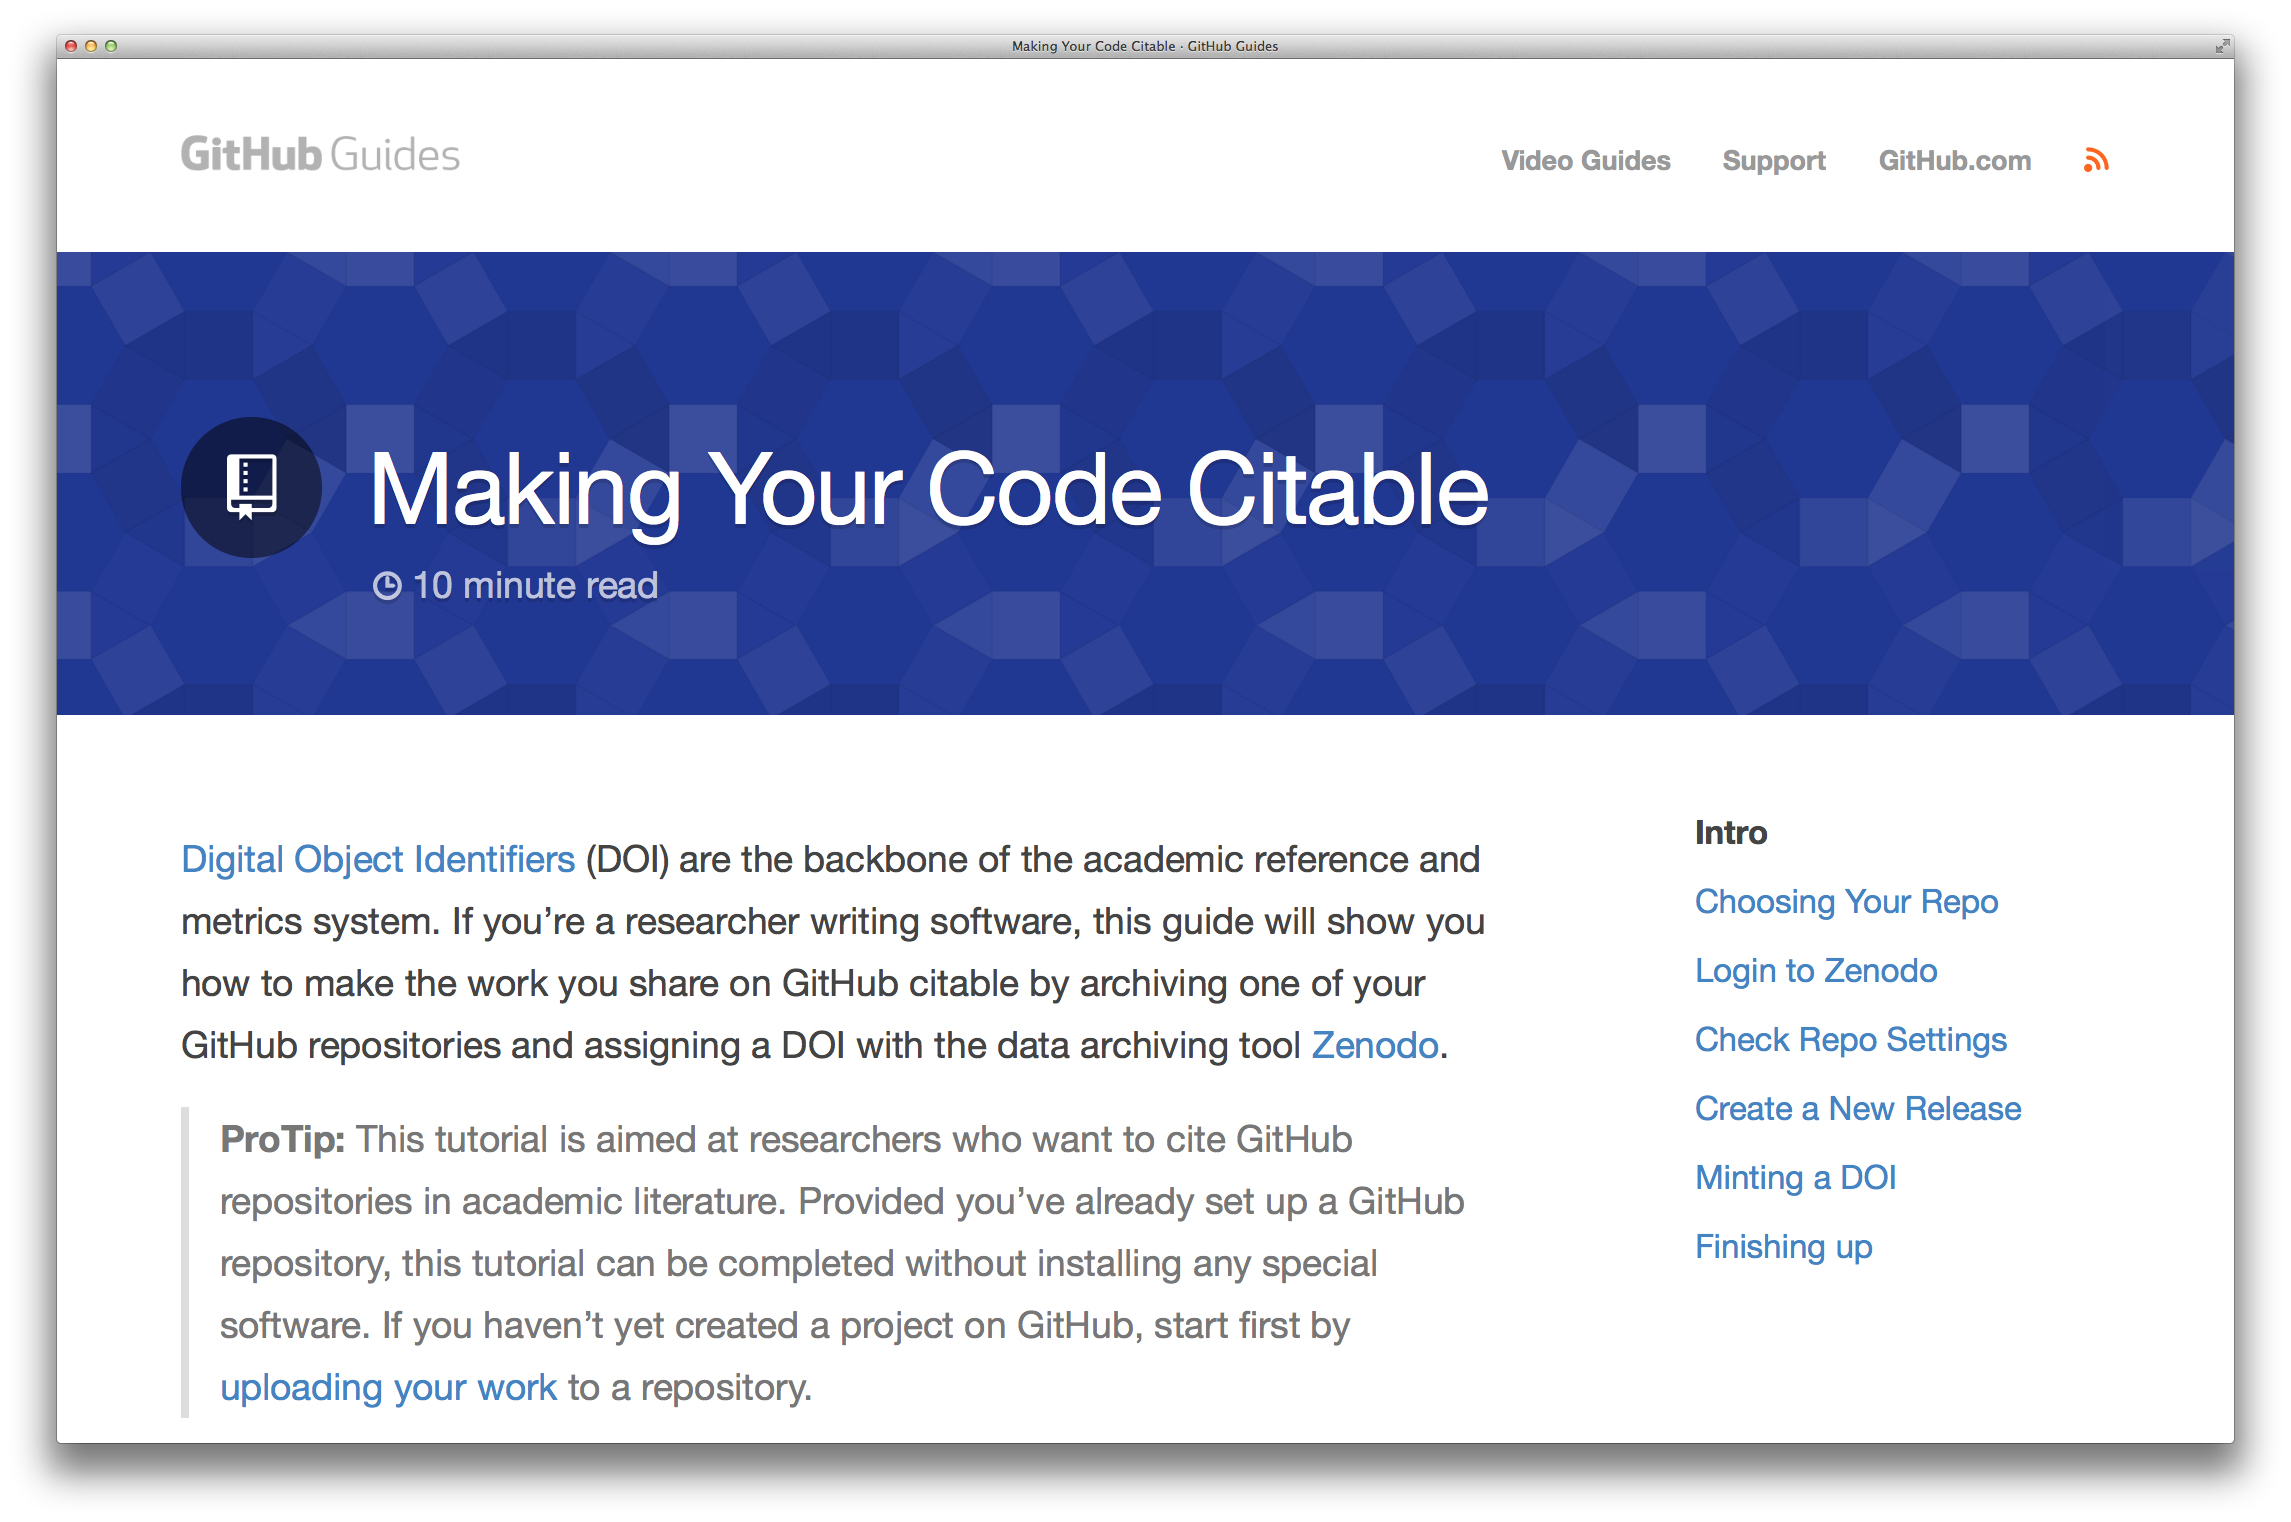 Making Your Code Citable · GitHub Guides
GitHub Guides
Video Guides Support GitHub.com
Making Your Code Citable
10 minute read
Digital Object Identifiers (DOI) are the backbone of the academic reference and
metrics system. If you’re a researcher writing software, this guide will show you
how to make the work you share on GitHub citable by archiving one of your
GitHub repositories and assigning a DOI with the data archiving tool Zenodo.
ProTip: This tutorial is aimed at researchers who want to cite GitHub
repositories in academic literature. Provided you’ve already set up a GitHub
repository, this tutorial can be completed without installing any special
software. If you haven’t yet created a project on GitHub, start first by
uploading your work to a repository.
Intro
Choosing Your Repo
Login to Zenodo
Check Repo Settings
Create a New Release
Minting a DOI
Finishing up